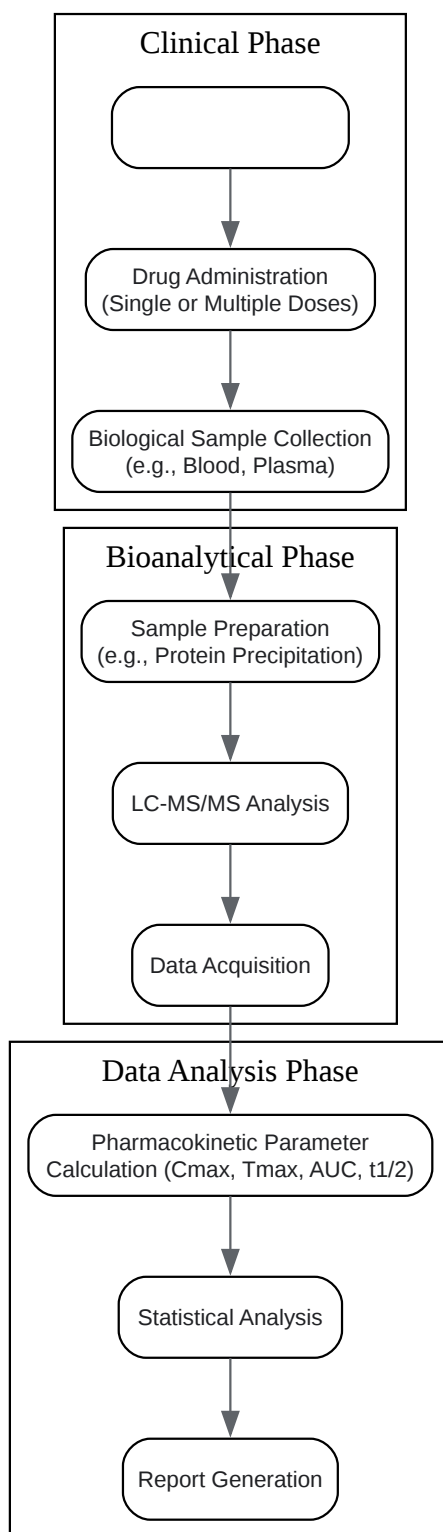 Clinical Phase
Drug Administration
(Single or Multiple Doses)
Biological Sample Collection
(e.g., Blood, Plasma)
Bioanalytical Phase
Sample Preparation
(e.g., Protein Precipitation)
LC-MS/MS Analysis
Data Acquisition
Data Analysis Phase
Pharmacokinetic Parameter
Calculation (Cmax, Tmax, AUC, t1/2)
Statistical Analysis
Report Generation